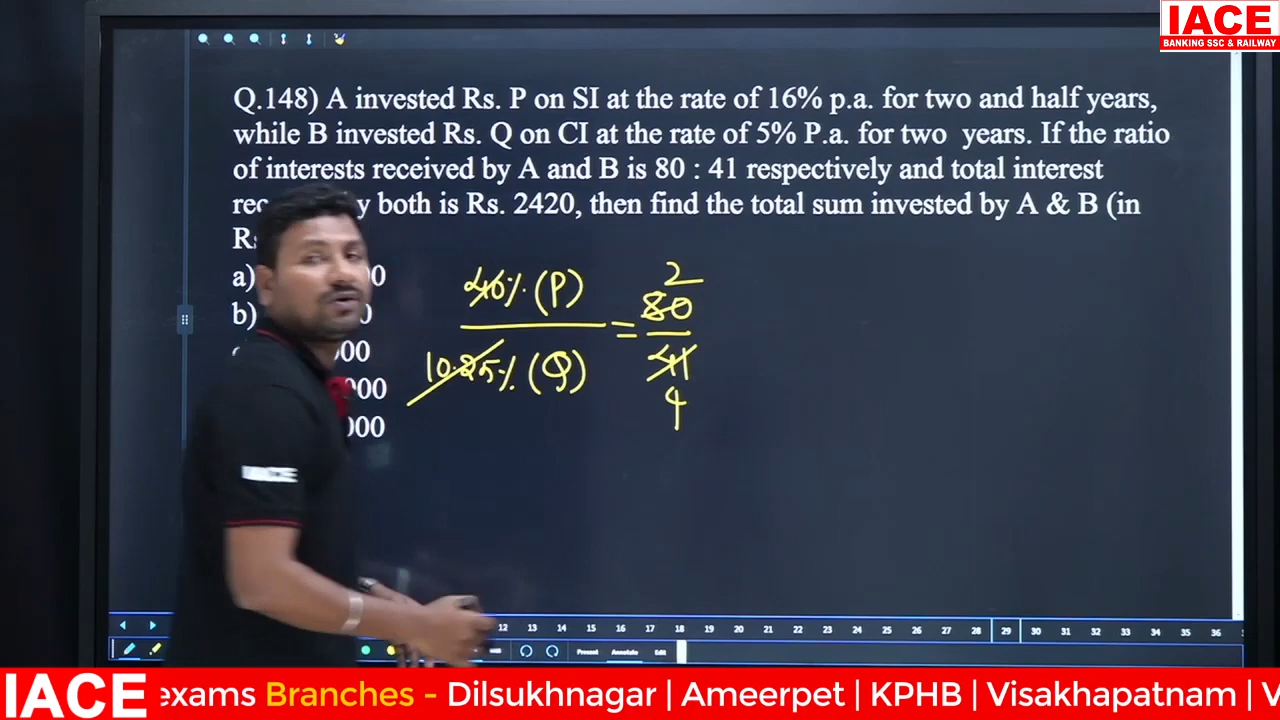 IACE
BANKING SSC & RAILWAY
Q.148) A invested Rs. P on SI at the rate of 16% p.a. for two and half years,
while B invested Rs. Q on CI at the rate of 5% P.a. for two years. If the ratio
of interests received by A and B is 80 : 41 respectively and total interest
both is Rs. 2420, then find the total sum invested by A & B (in
a)
b)
2
(P) = 80
10.25% (Q) 41
4
IACE
12 13 14 15 16 17 18 19 20 21 22 23 24 25 26 27 28 29 30 31 32 33 34 35 36
Present Annotate Edit
IACE exams Branches - Dilsukhnagar | Ameerpet | KPHB | Visakhapatnam |